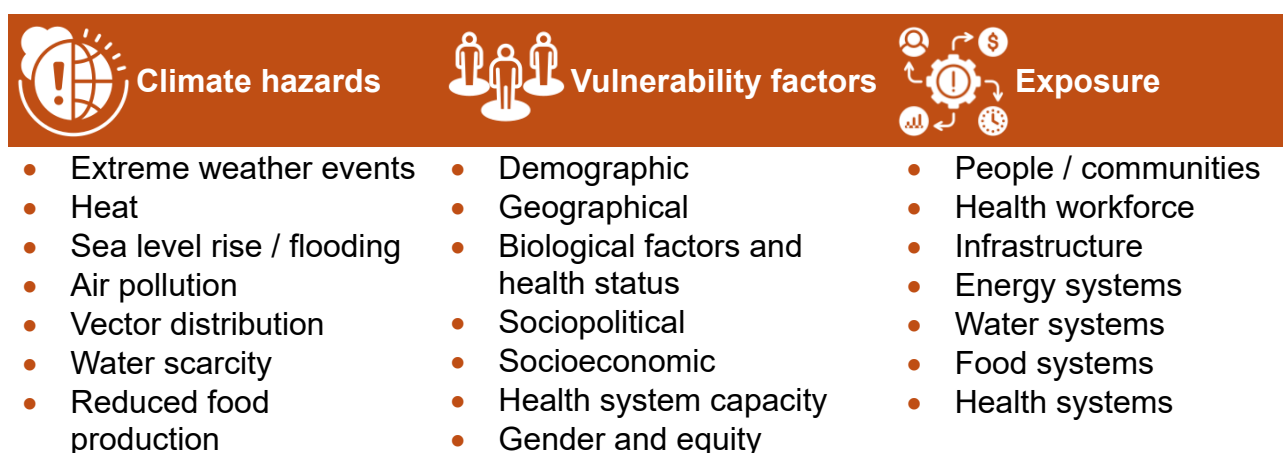 Climate hazards
Vulnerability factors
Exposure
• Extreme weather events
• Heat
• Sea level rise / flooding
• Air pollution
• Vector distribution
• Water scarcity
• Reduced food
production
• Demographic
• Geographical
• Biological factors and
health status
• Sociopolitical
• Socioeconomic
• Health system capacity
• Gender and equity
• People / communities
• Health workforce
• Infrastructure
• Energy systems
• Water systems
• Food systems
• Health systems